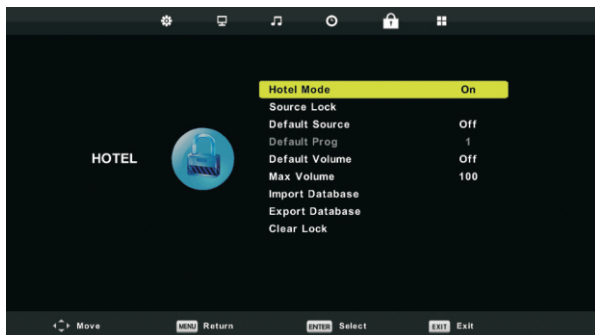 Hotel Mode On
Source Lock
Default Source Off
Default Prog 1
HOTEL
Default Volume Off
Max Volume 100
Import Database
Export Database
Clear Lock
Move MENU Return ENTER Select EXIT Exit